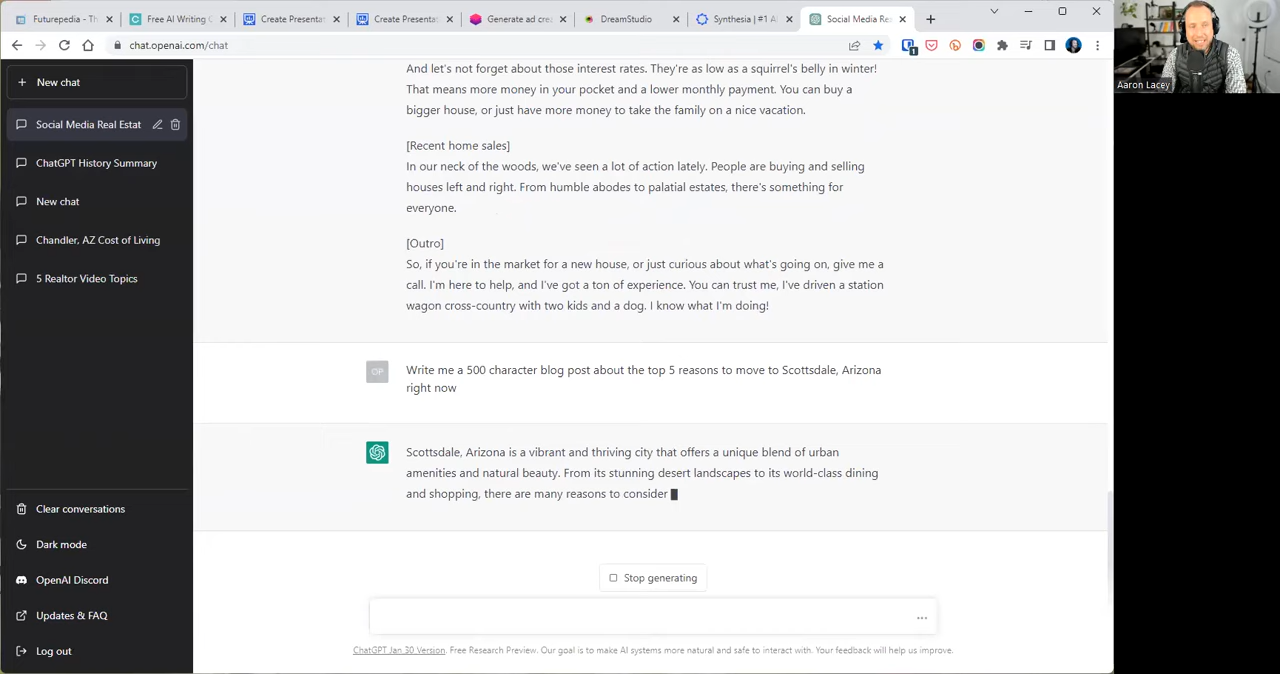 Futurepedia - Th
Free AI Writing
Create Presenta
Create Presenta
Generate ad crea
DreamStudio
Synthesia | #1 A
Social Media Rea
chat.openai.com/chat
1
New chat
Social Media Real Estat
ChatGPT History Summary
New chat
Chandler, AZ Cost of Living
5 Realtor Video Topics
Clear conversations
Dark mode
OpenAI Discord
Updates & FAQ
Log out
And let's not forget about those interest rates. They're as low as a squirrel's belly in winter!
That means more money in your pocket and a lower monthly payment. You can buy a
bigger house, or just have more money to take the family on a nice vacation.
[Recent home sales]
In our neck of the woods, we've seen a lot of action lately. People are buying and selling
houses left and right. From humble abodes to palatial estates, there's something for
everyone.
[Outro]
So, if you're in the market for a new house, or just curious about what's going on, give me a
call. I'm here to help, and I've got a ton of experience. You can trust me, I've driven a station
wagon cross-country with two kids and a dog. I know what I'm doing!
OP
Write me a 500 character blog post about the top 5 reasons to move to Scottsdale, Arizona
right now
Scottsdale, Arizona is a vibrant and thriving city that offers a unique blend of urban
amenities and natural beauty. From its stunning desert landscapes to its world-class dining
and shopping, there are many reasons to consider
Stop generating
ChatGPT Jan 30 Version. Free Research Preview. Our goal is to make AI systems more natural and safe to interact with. Your feedback will help us improve.
Aaron Lacey